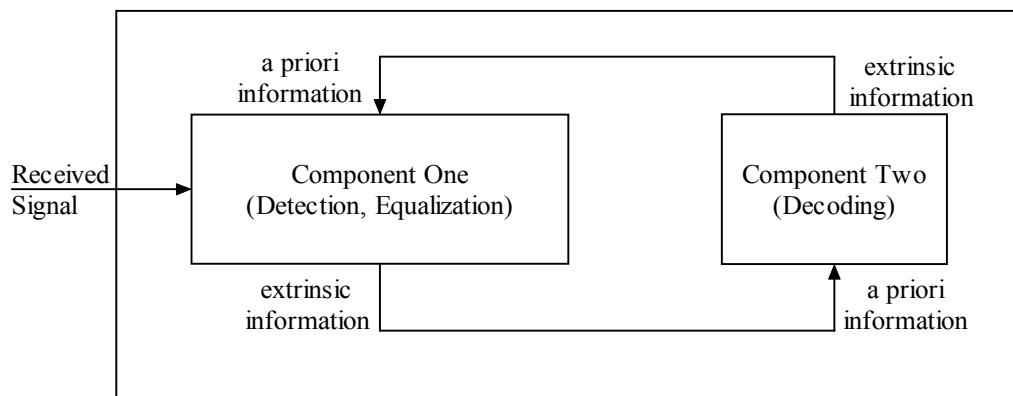 a priori
information
extrinsic
information
Received
Signal
Component One
(Detection, Equalization)
Component Two
(Decoding)
extrinsic
information
a priori
information